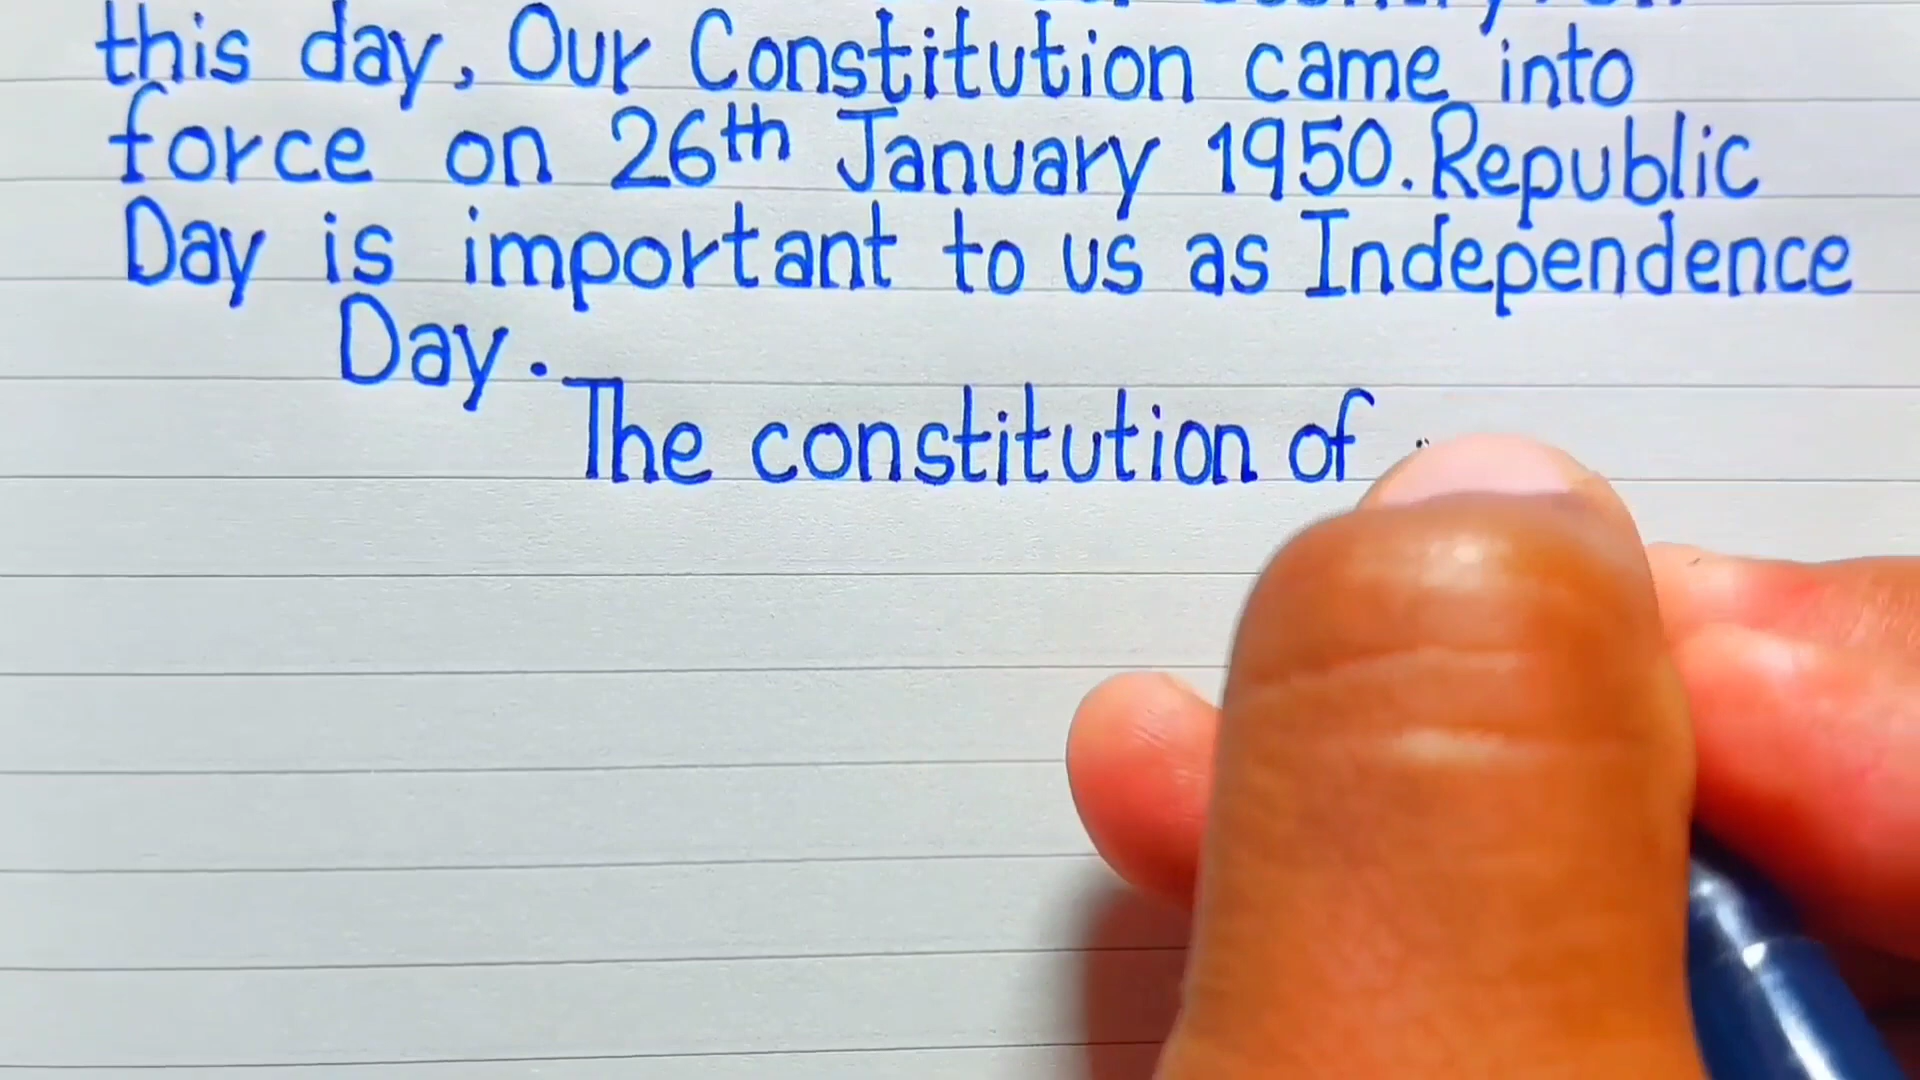 this day, Our Constitution came into
force on 26th January 1950. Republic
Day is important to us as Independence
Day.
The constitution of